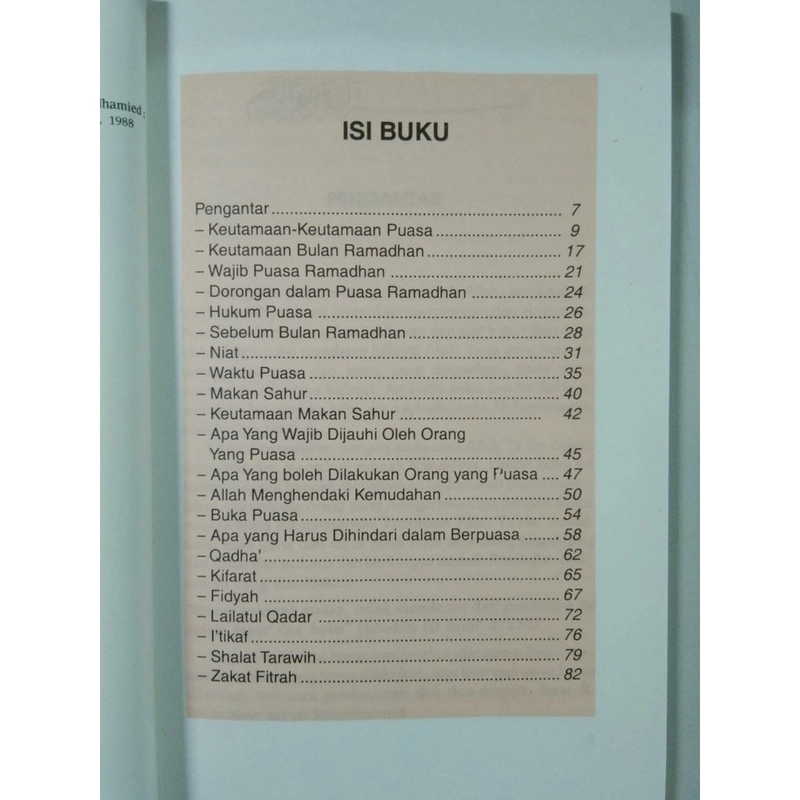 lhamied,
1988
ISI BUKU
Pengantar ........ 7
– Keutamaan-Keutamaan Puasa ........ 9
– Keutamaan Bulan Ramadhan ........ 17
– Wajib Puasa Ramadhan ........ 21
– Dorongan dalam Puasa Ramadhan ........ 24
– Hukum Puasa ........ 26
– Sebelum Bulan Ramadhan ........ 28
– Niat ........ 31
– Waktu Puasa ........ 35
– Makan Sahur ........ 40
– Keutamaan Makan Sahur ........ 42
– Apa Yang Wajib Dijauhi Oleh Orang
Yang Puasa ........ 45
– Apa Yang boleh Dilakukan Orang yang Puasa .... 47
– Allah Menghendaki Kemudahan ........ 50
– Buka Puasa ........ 54
– Apa yang Harus Dihindari dalam Berpuasa ........ 58
– Qadha' ........ 62
– Kifarat ........ 65
– Fidyah ........ 67
– Lailatul Qadar ........ 72
– I'tikaf ........ 76
– Shalat Tarawih ........ 79
– Zakat Fitrah ........ 82